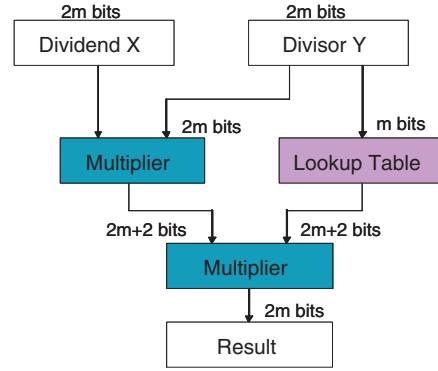 2m bits
2m bits
Dividend X
Divisor Y
2m bits
m bits
Multiplier
Lookup Table
2m+2 bits
2m+2 bits
Multiplier
2m bits
Result